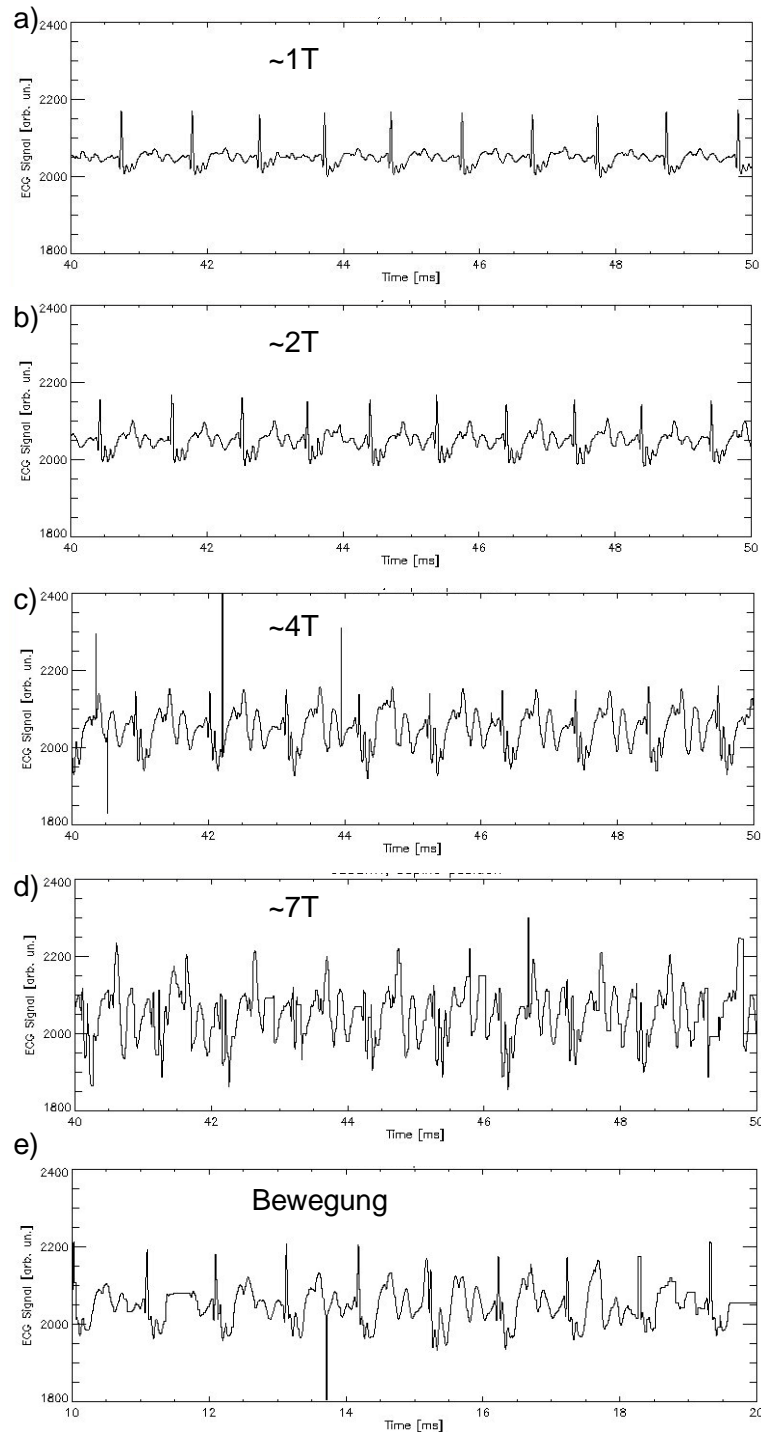 a)
~1T
2400
2200
2000
1800
ECG Signal [arb. un.]
40 42 44 46 48 50
Time [ms]
b)
~2T
2400
2200
2000
1800
ECG Signal [arb. un.]
40 42 44 46 48 50
Time [ms]
c)
~4T
2400
2200
2000
1800
ECG Signal [arb. un.]
40 42 44 46 48 50
Time [ms]
d)
~7T
2400
2200
2000
1800
ECG Signal [arb. un.]
40 42 44 46 48 50
Time [ms]
e)
Bewegung
2400
2200
2000
1800
ECG Signal [arb. un.]
10 12 14 16 18 20
Time [ms]